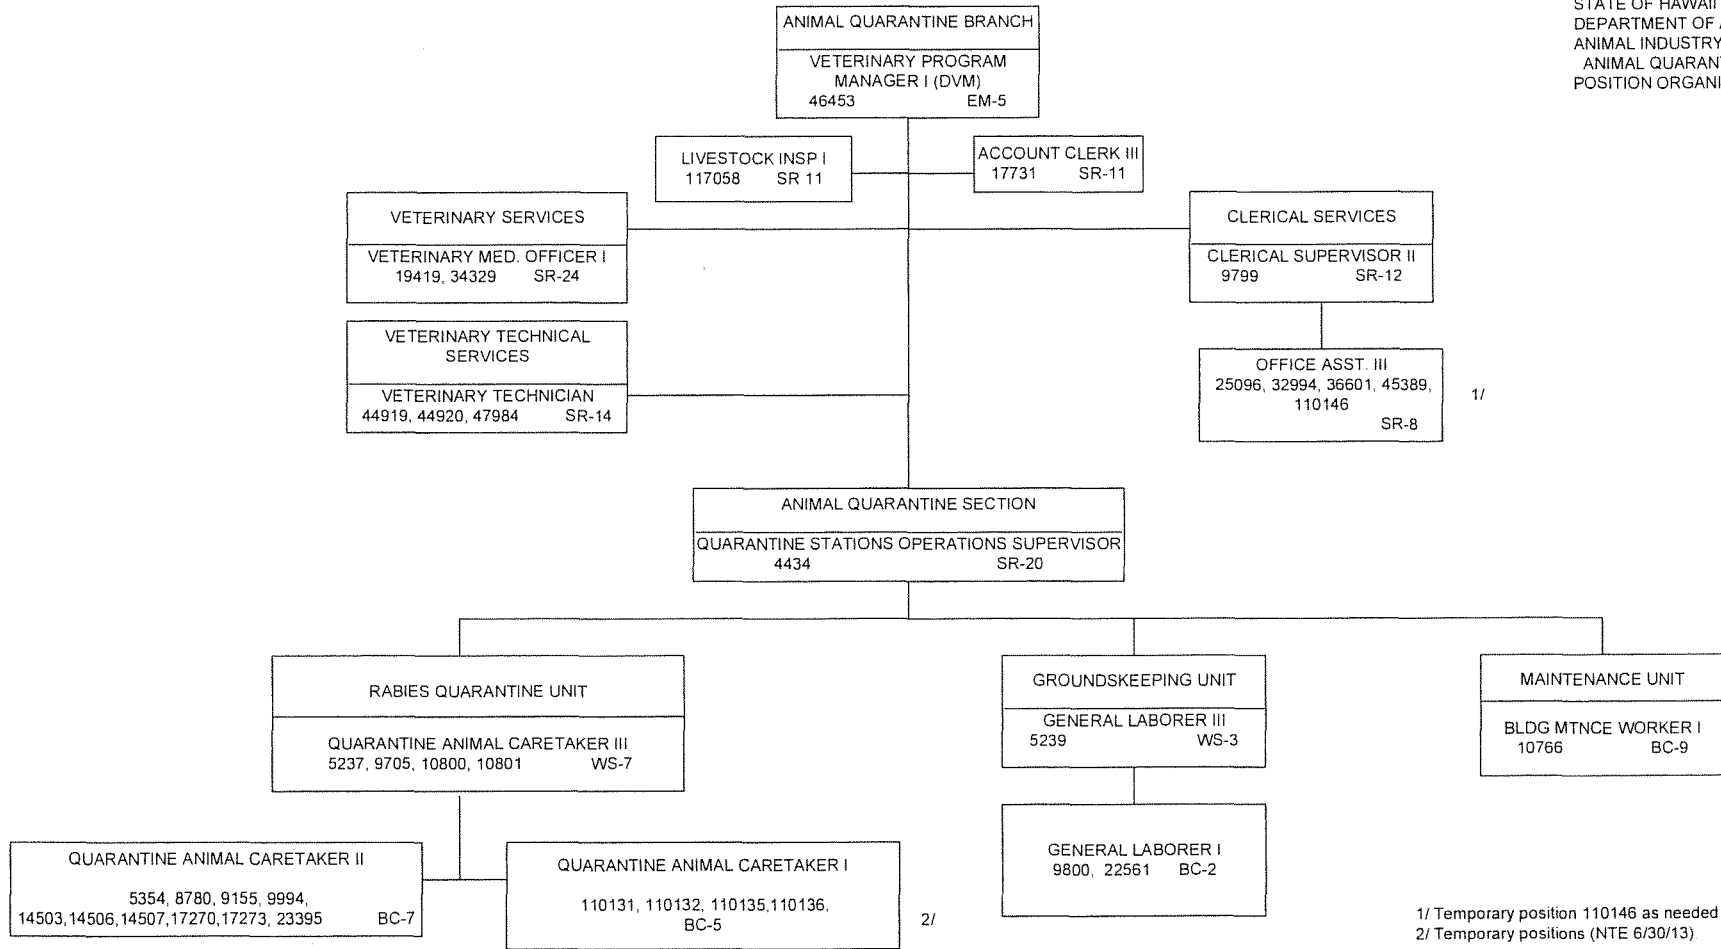 STATE OF HAWAII
DEPARTMENT OF
ANIMAL INDUSTRY
ANIMAL QUARAN
POSITION ORGANI
ANIMAL QUARANTINE BRANCH
VETERINARY PROGRAM
MANAGER I (DVM)
46453 EM-5
LIVESTOCK INSP I
117058 SR 11
ACCOUNT CLERK III
17731 SR-11
VETERINARY SERVICES
VETERINARY MED. OFFICER I
19419, 34329 SR-24
CLERICAL SERVICES
CLERICAL SUPERVISOR II
9799 SR-12
VETERINARY TECHNICAL
SERVICES
VETERINARY TECHNICIAN
44919, 44920, 47984 SR-14
OFFICE ASST. III
25096, 32994, 36601, 45389,
110146
SR-8
1/
ANIMAL QUARANTINE SECTION
QUARANTINE STATIONS OPERATIONS SUPERVISOR
4434 SR-20
RABIES QUARANTINE UNIT
QUARANTINE ANIMAL CARETAKER III
5237, 9705, 10800, 10801 WS-7
GROUNDSKEEPING UNIT
GENERAL LABORER III
5239 WS-3
MAINTENANCE UNIT
BLDG MTNCE WORKER I
10766 BC-9
QUARANTINE ANIMAL CARETAKER II
5354, 8780, 9155, 9994,
14503,14506,14507,17270,17273, 23395 BC-7
QUARANTINE ANIMAL CARETAKER I
110131, 110132, 110135,110136,
BC-5
2/
GENERAL LABORER I
9800, 22561 BC-2
1/ Temporary position 110146 as needed
2/ Temporary positions (NTE 6/30/13)